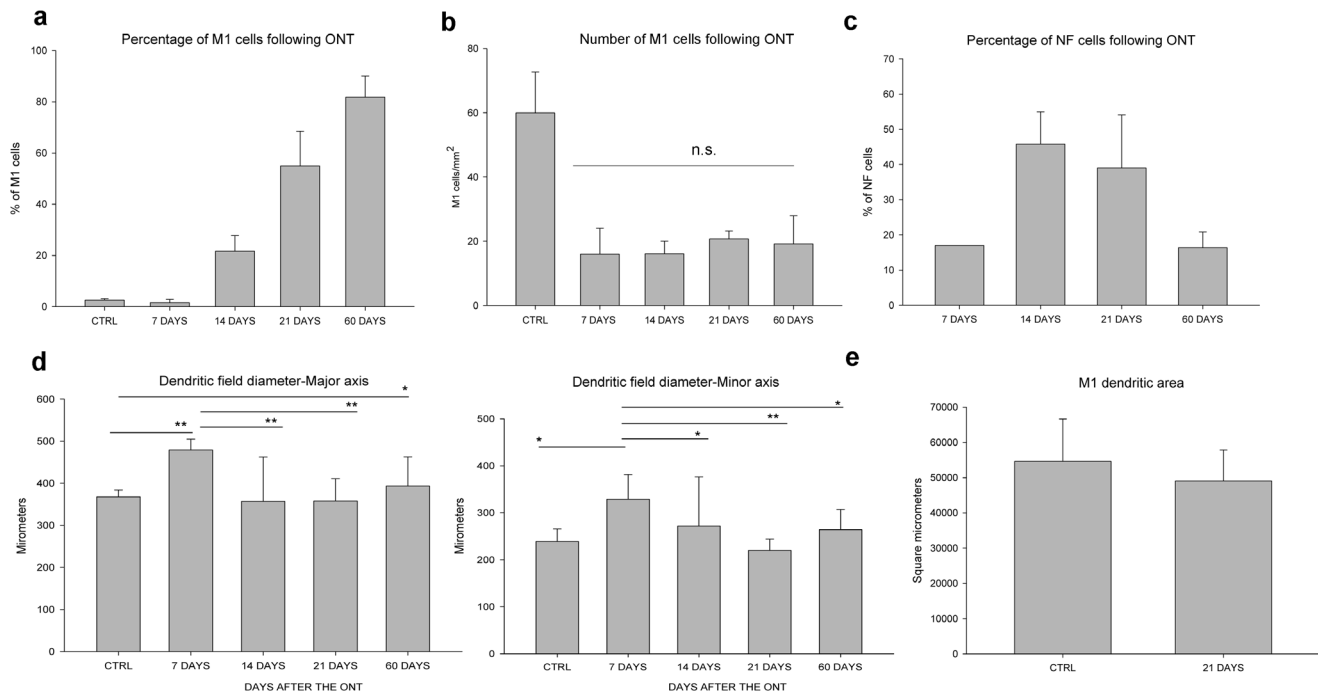 a
Percentage of M1 cells following ONT
% of M1 cells
100
80
60
40
20
0
CTRL 7 DAYS 14 DAYS 21 DAYS 60 DAYS
b
Number of M1 cells following ONT
M1 cells/mm²
80
60
40
20
0
n.s.
CTRL 7 DAYS 14 DAYS 21 DAYS 60 DAYS
c
Percentage of NF cells following ONT
% of NF cells
70
60
50
40
30
20
10
0
7 DAYS 14 DAYS 21 DAYS 60 DAYS
d
Dendritic field diameter-Major axis
Mirometers
600
500
400
300
200
100
0
*
**
**
**
CTRL 7 DAYS 14 DAYS 21 DAYS 60 DAYS
DAYS AFTER THE ONT
Dendritic field diameter-Minor axis
Mirometers
500
400
300
200
100
0
*
**
*
*
CTRL 7 DAYS 14 DAYS 21 DAYS 60 DAYS
DAYS AFTER THE ONT
e
M1 dendritic area
Square micrometers
70000
60000
50000
40000
30000
20000
10000
0
CTRL 21 DAYS